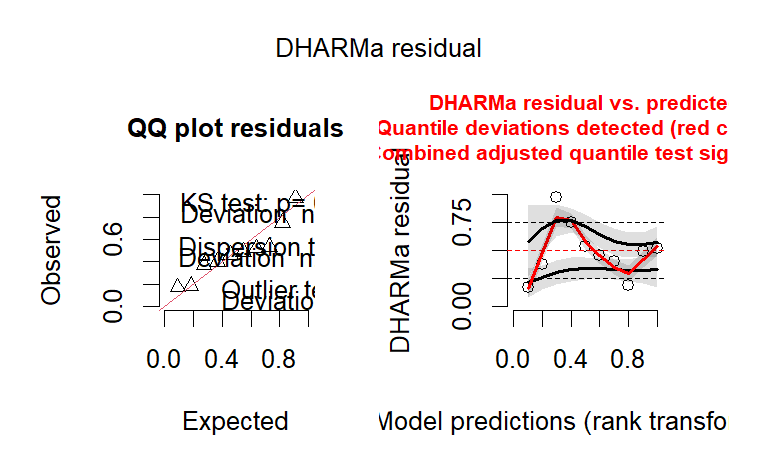 DHARMa residual
QQ plot residuals
KS test: p=
Deviation n
Dispersion t
Deviation n
Outlier te
Deviatio
Observed
0.0
0.6
0.0
0.4
0.8
Expected
DHARMa residual vs. predicte
Quantile deviations detected (red c
Combined adjusted quantile test sig
DHARMa residual
0.00
0.75
0.0
0.4
0.8
Model predictions (rank transfo